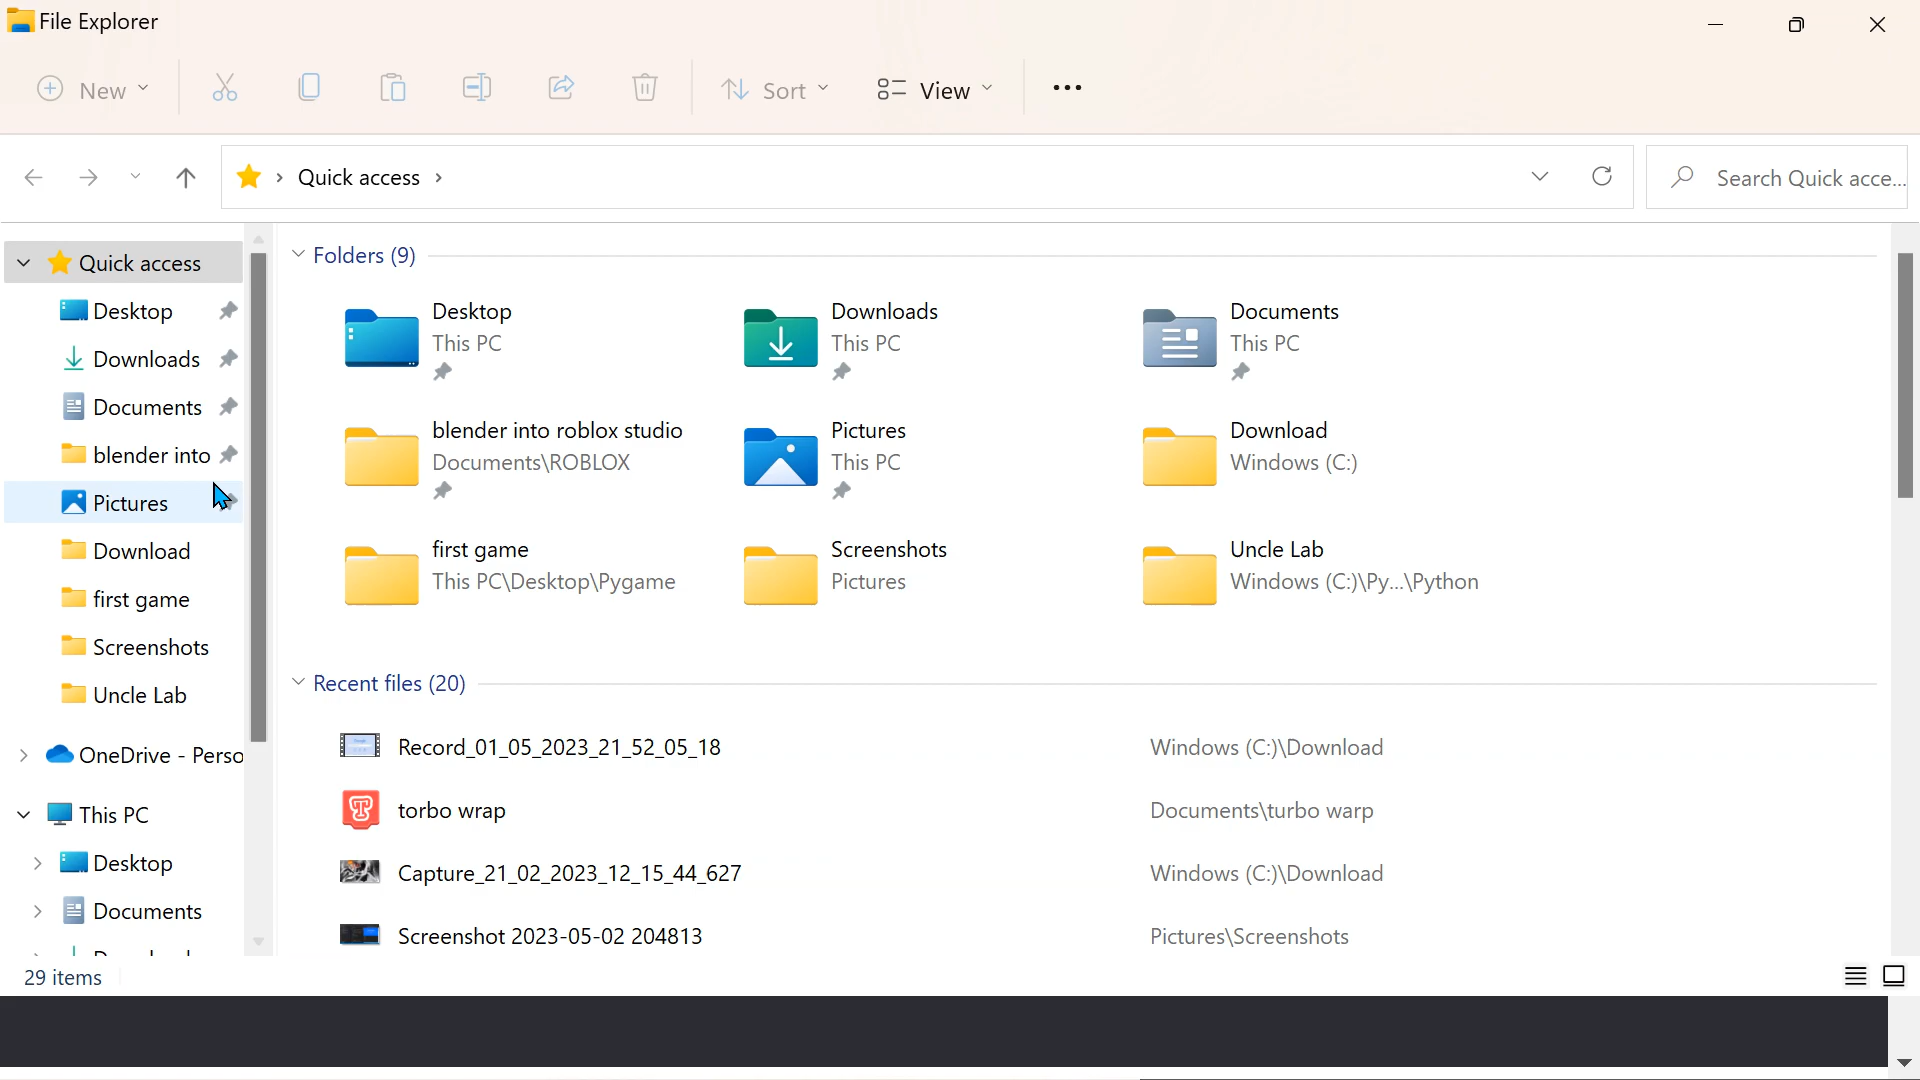 File Explorer
New
Sort
View
Quick access
Search Quick acce...
Quick access
Desktop
Downloads
Documents
blender into
Pictures
Download
first game
Screenshots
Uncle Lab
OneDrive - Perso
This PC
Desktop
Documents
Folders (9)
Desktop
This PC
Downloads
This PC
Documents
This PC
blender into roblox studio
Documents\ROBLOX
Pictures
This PC
Download
Windows (C:)
first game
This PC\Desktop\Pygame
Screenshots
Pictures
Uncle Lab
Windows (C:)\Py...\Python
Recent files (20)
Record_01_05_2023_21_52_05_18 Windows (C:)\Download
torbo wrap Documents\turbo warp
Capture_21_02_2023_12_15_44_627 Windows (C:)\Download
Screenshot 2023-05-02 204813 Pictures\Screenshots
29 items